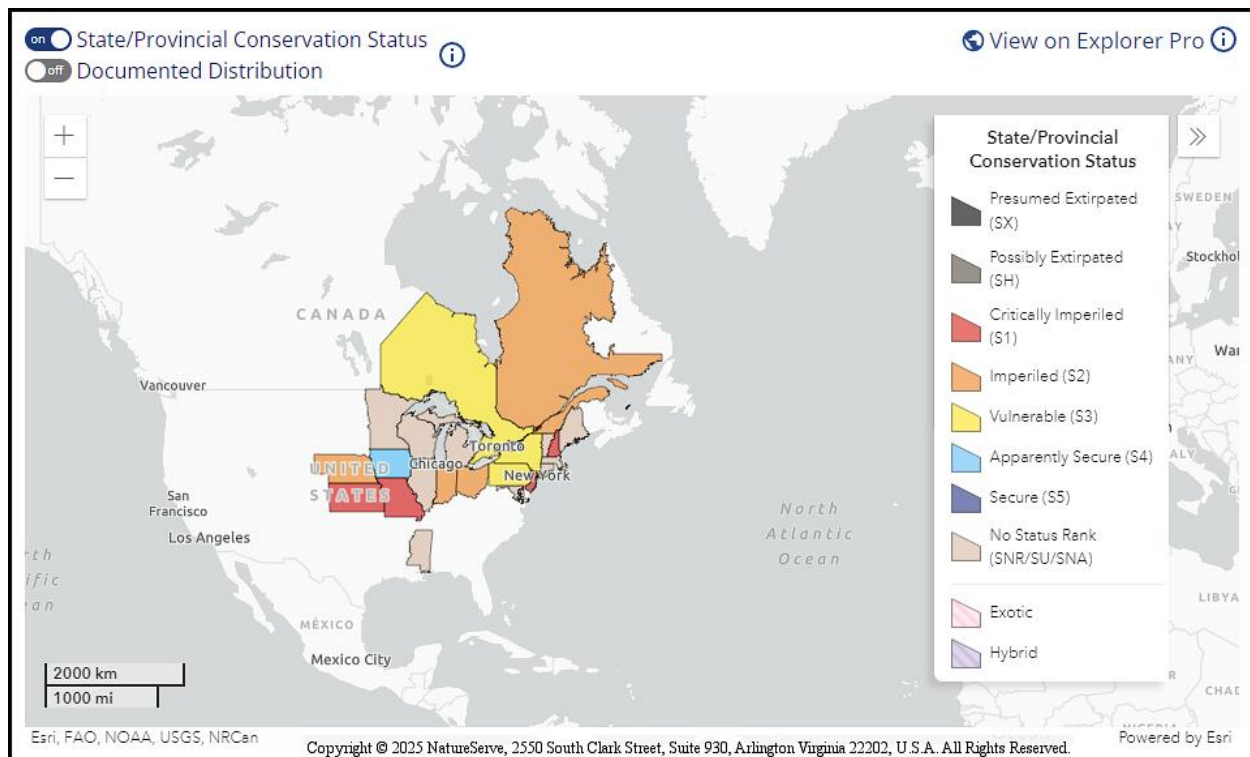 on State/Provincial Conservation Status
off Documented Distribution
View on Explorer Pro
State/Provincial
Conservation Status
Presumed Extirpated
(SX)
Possibly Extirpated
(SH)
Critically Imperiled
(S1)
Imperiled (S2)
Vulnerable (S3)
Apparently Secure (S4)
Secure (S5)
No Status Rank
(SNR/SU/SNA)
Exotic
Hybrid
SWEDEN
Stockhol
CANADA
Vancouver
Toronto
Chicago
New York
UNITED
STATES
San
Francisco
Los Angeles
North
Atlantic
Ocean
MÉXICO
Mexico City
LIBYA
CHAD
2000 km
1000 mi
Esri, FAO, NOAA, USGS, NRCan
Copyright © 2025 NatureServe, 2550 South Clark Street, Suite 930, Arlington Virginia 22202, U.S.A. All Rights Reserved.
Powered by Esri